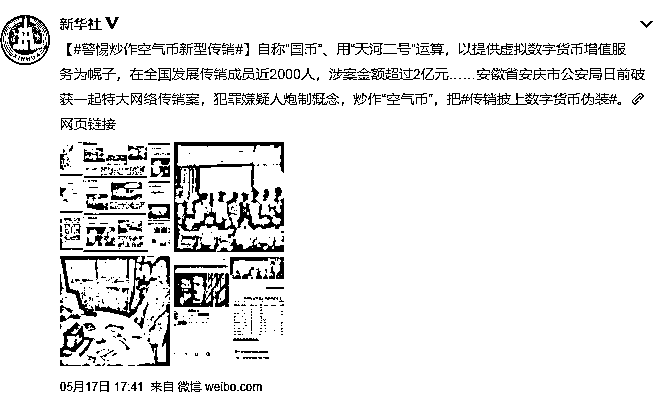 新华社
【#警惕炒作空气币新型传销#】自称“国币”、用“天河二号”运算，以提供虚拟数字货币增值服
务为幌子，在全国发展传销成员近2000人，涉案金额超过2亿元……安徽省安庆市公安局日前破
获一起特大网络传销案，犯罪嫌疑人炮制概念，炒作“空气币”，把#传销披上数字货币伪装#。
网页链接
05月17日 17:41 来自 微博 weibo.com